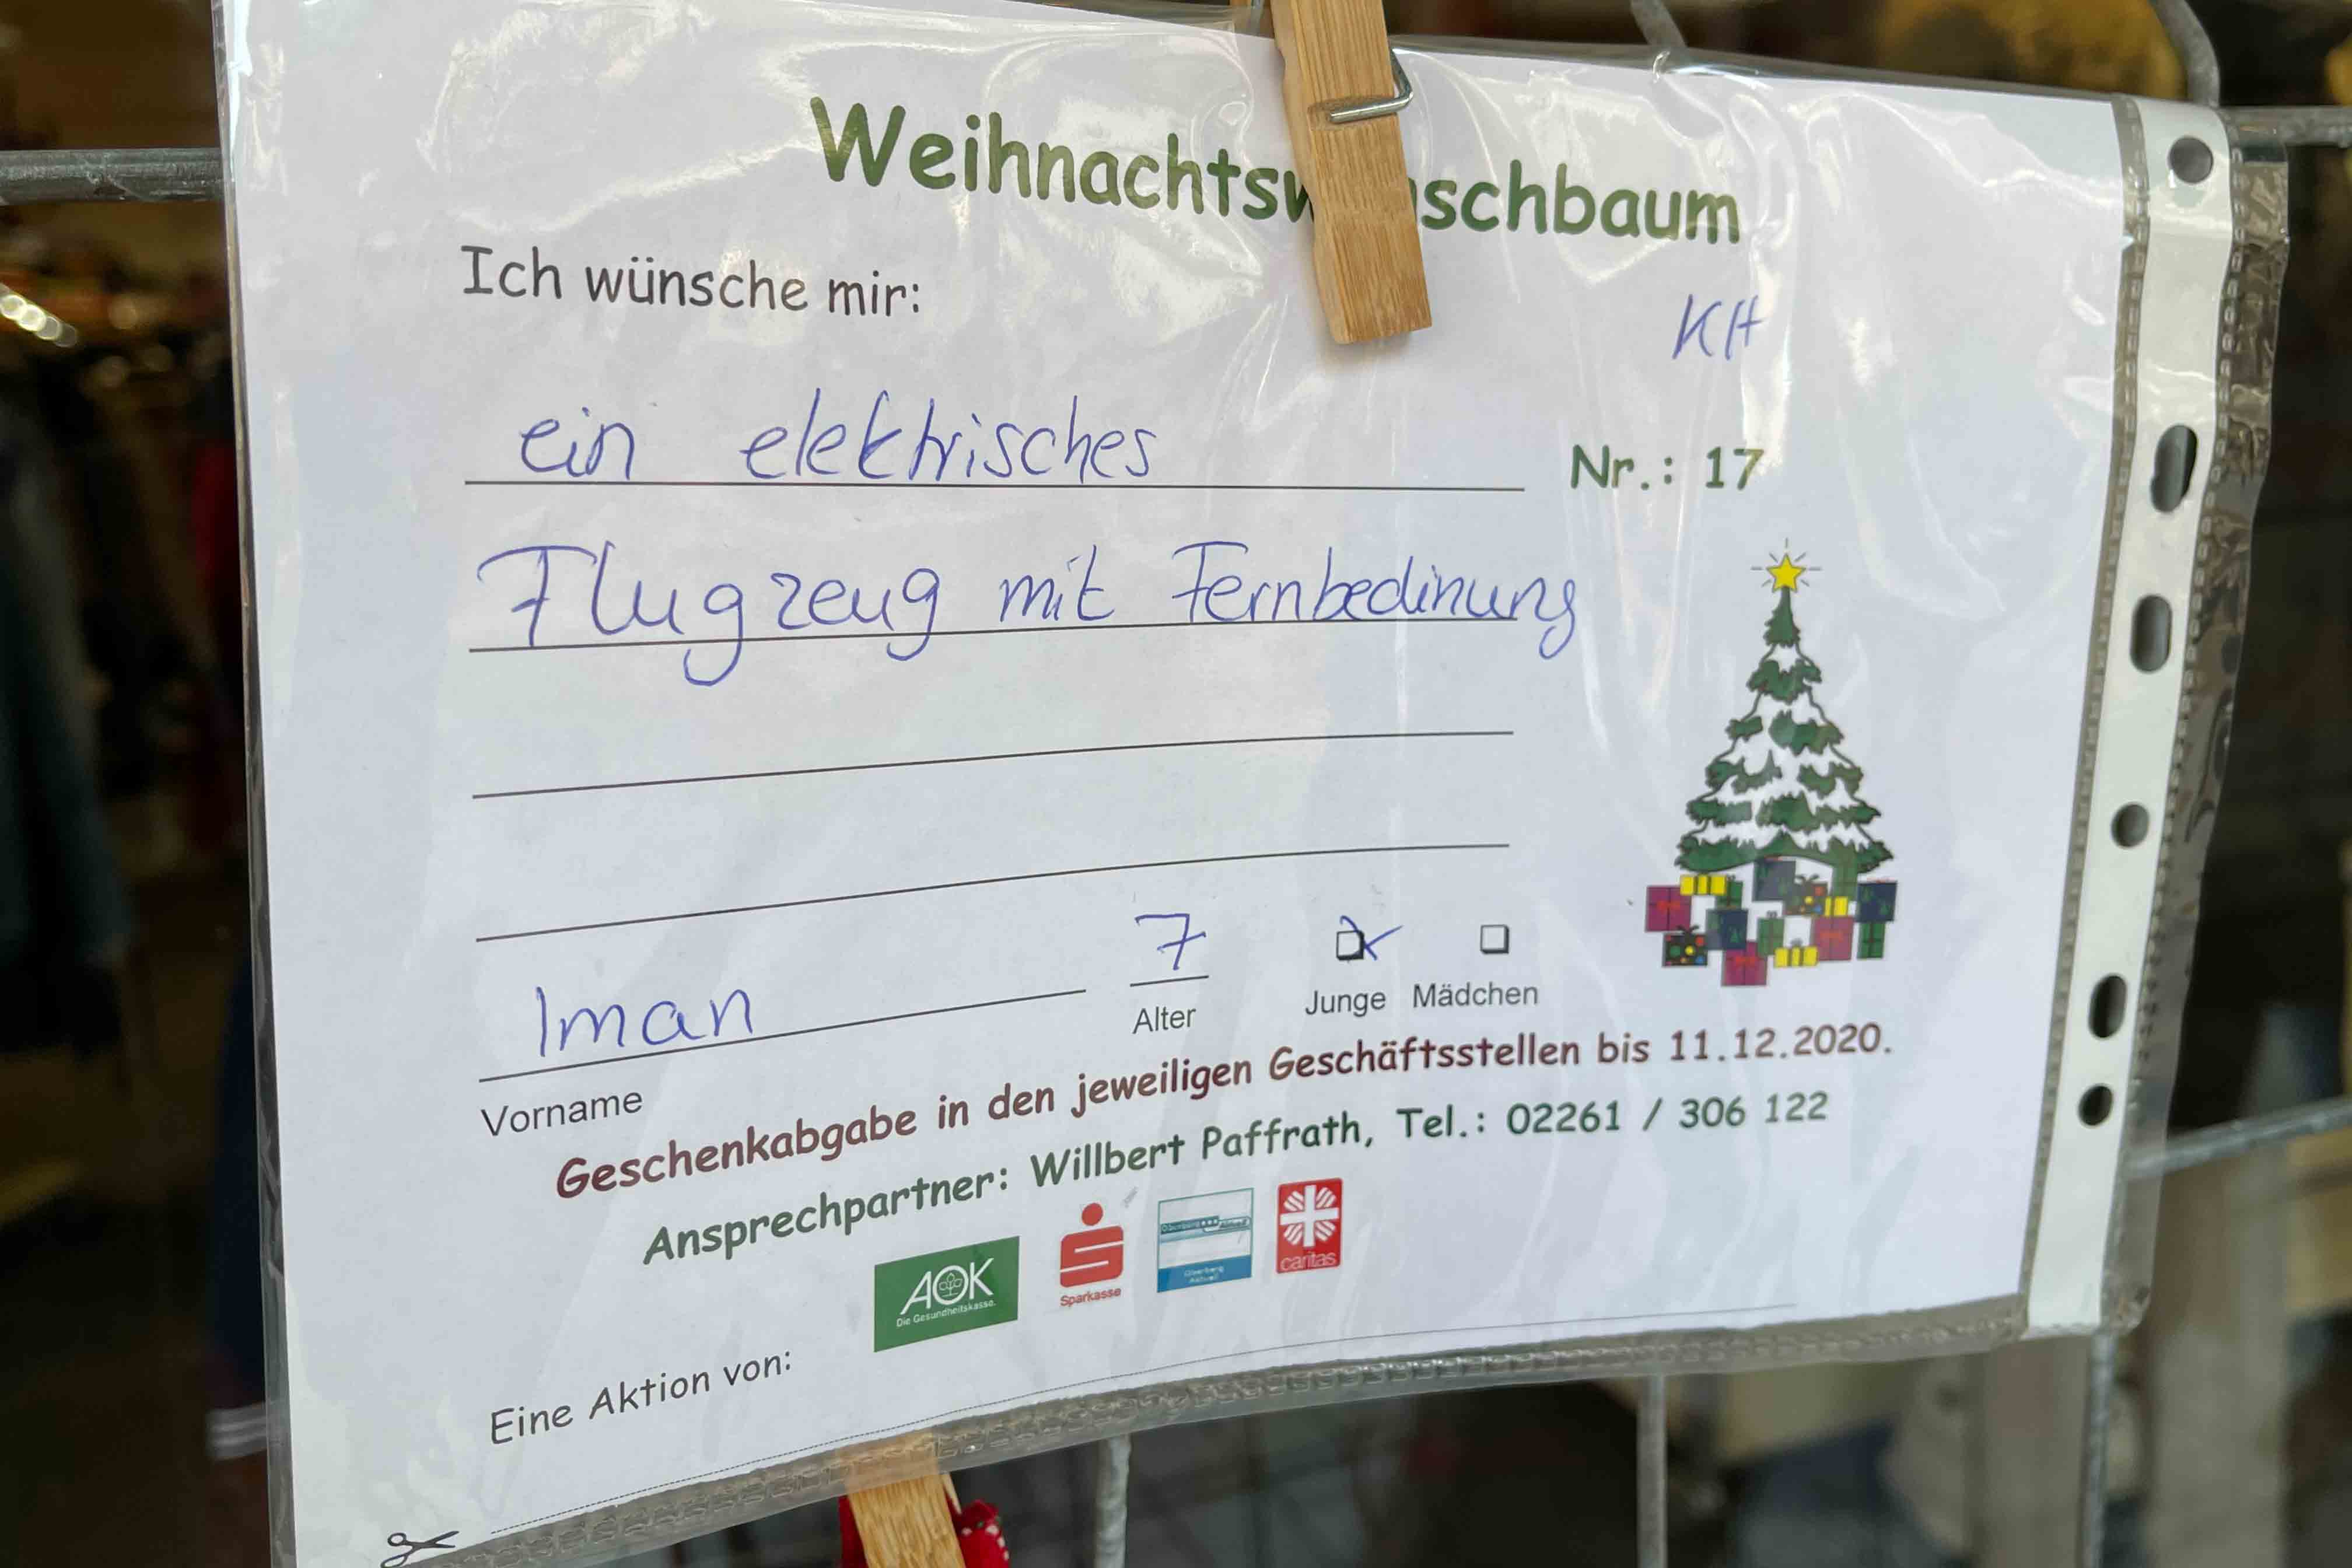 Weihnachtsw schbaum
Ich wünsche mir:
KH
ein elektrisches
Nr.: 17
Flugzeug mit Fernbedinung
7
Iman
Alter
Junge Mädchen
Vorname
Geschenkabgabe in den jeweiligen Geschäftsstellen bis 11.12.2020.
Ansprechpartner: Willbert Paffrath, Tel.: 02261 / 306 122
Eine Aktion von:
AOK
Die Gesundheitskasse.
Sparkasse
Oberberg Aktuell
caritas